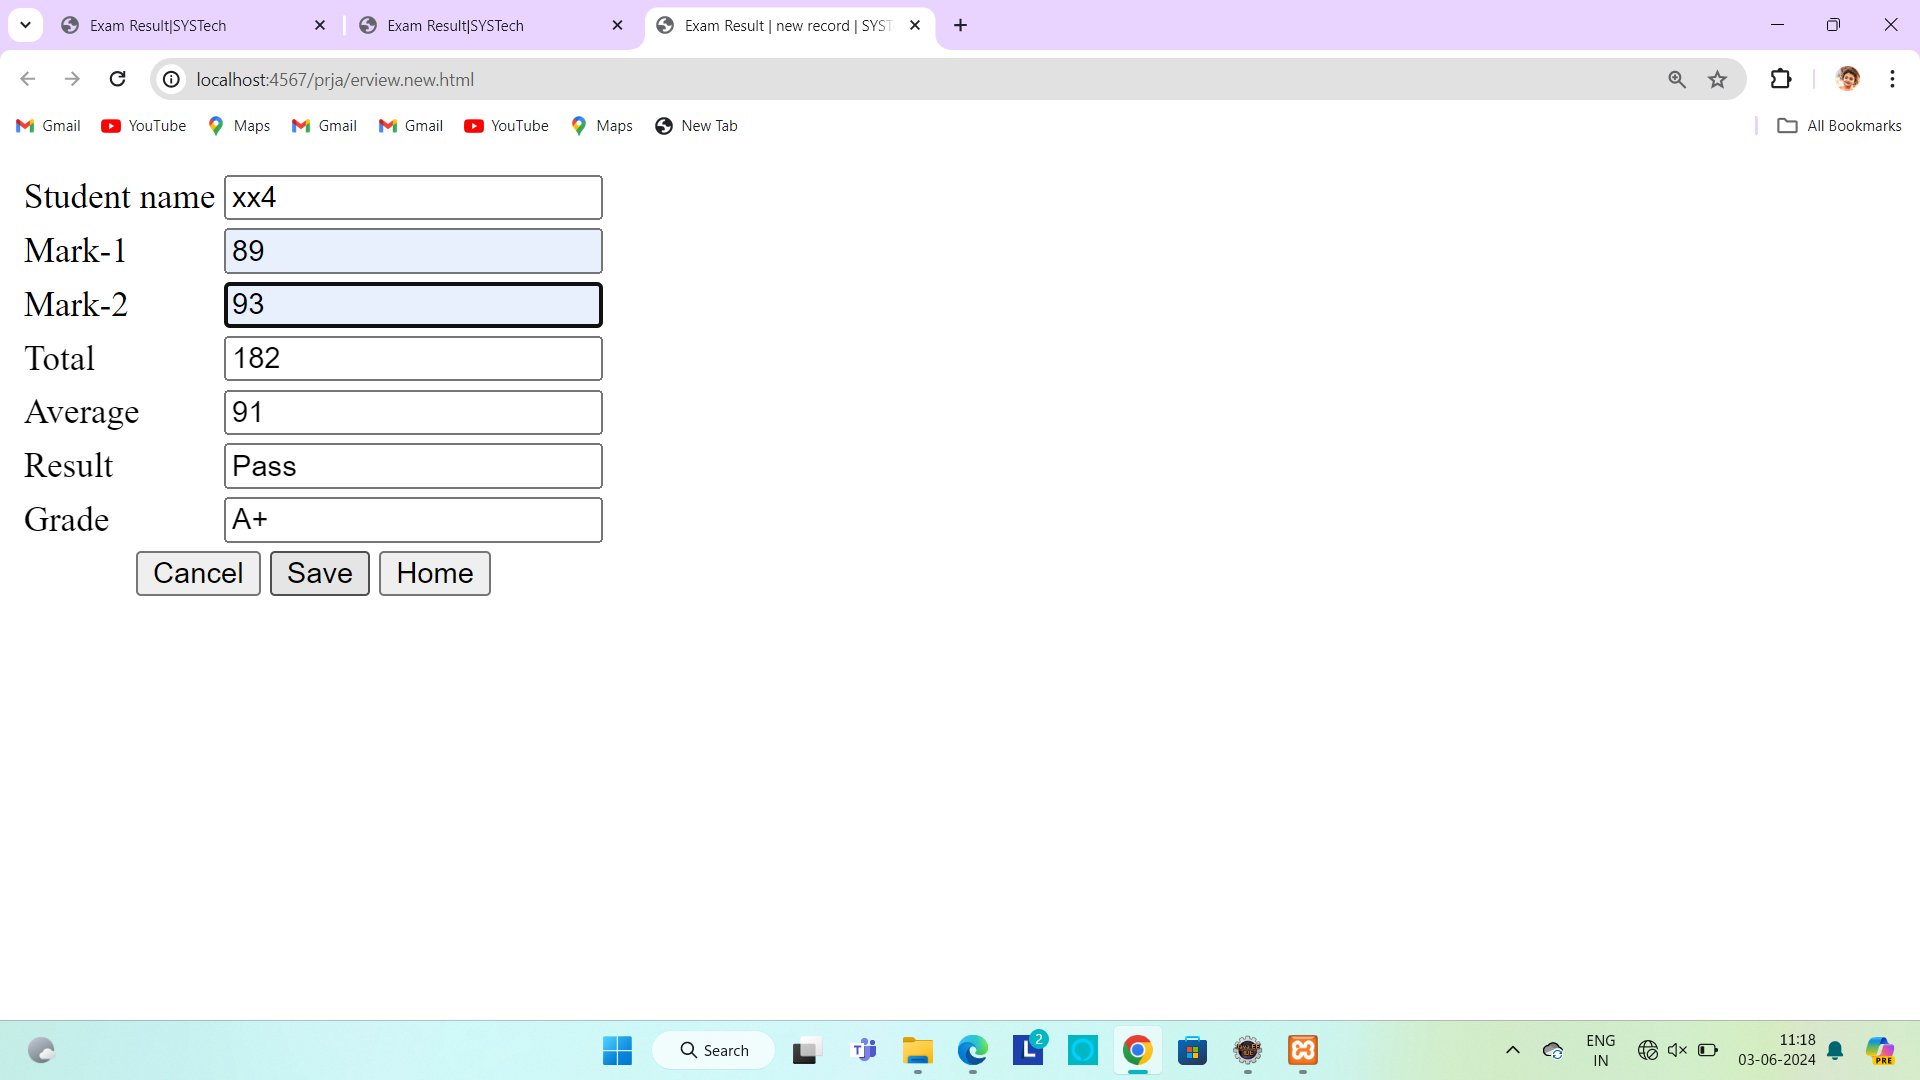 Exam Result|SYSTech
Exam Result|SYSTech
Exam Result | new record | SYST
localhost:4567/prja/erview.new.html
Gmail YouTube Maps Gmail Gmail YouTube Maps New Tab All Bookmarks
Student name xx4
Mark-1 89
Mark-2 93
Total 182
Average 91
Result Pass
Grade A+
Cancel Save Home
Search
L 2
PRE
ENG
IN
11:18
03-06-2024